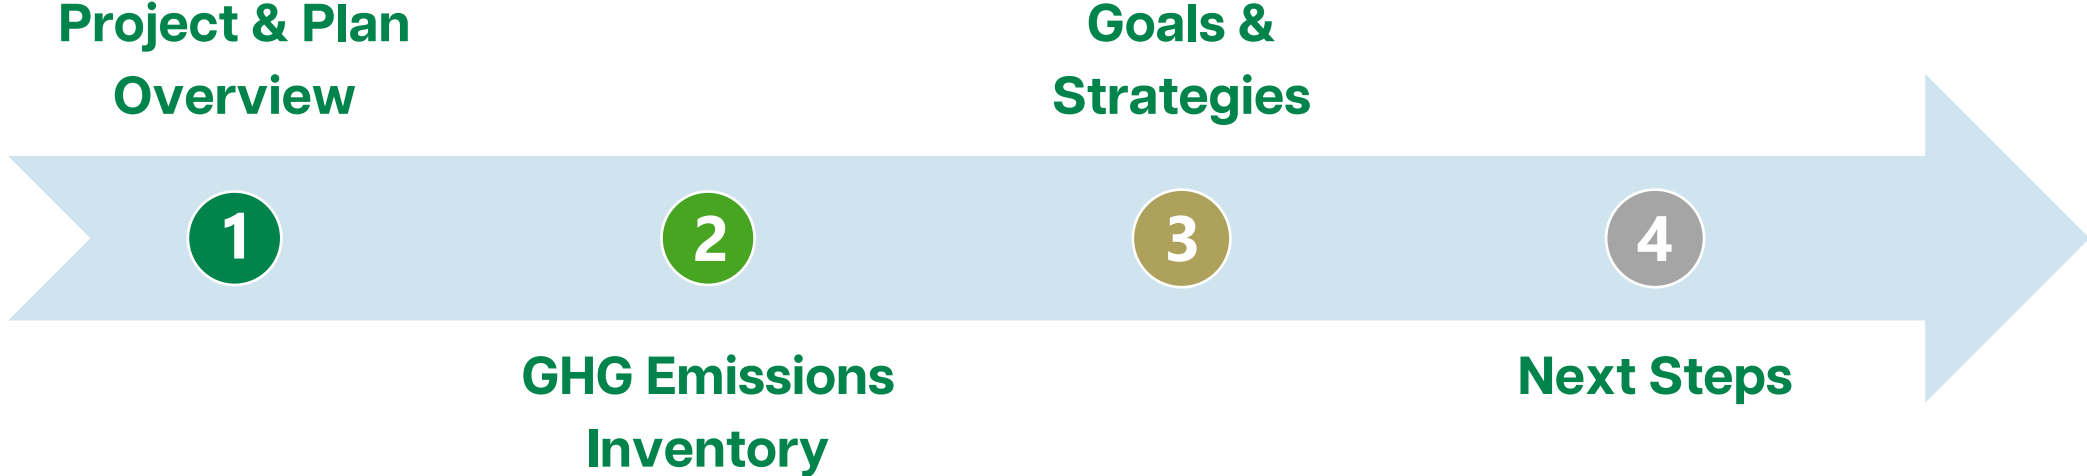 Project & Plan
Overview
1
2
GHG Emissions
Inventory
Goals &
Strategies
3
4
Next Steps